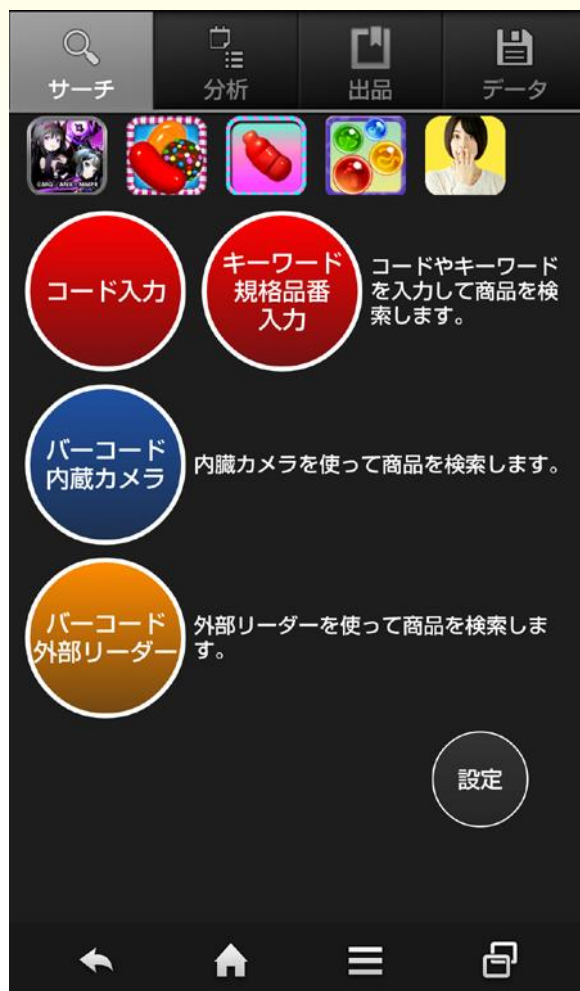 サーチ
分析
出品
データ
コード入力
キーワード
規格品番
入力
コードやキーワード
を入力して商品を検
索します。
バーコード
内蔵カメラ
内臓カメラを使って商品を検索します。
バーコード
外部リーダー
外部リーダーを使って商品を検索しま
す。
設定